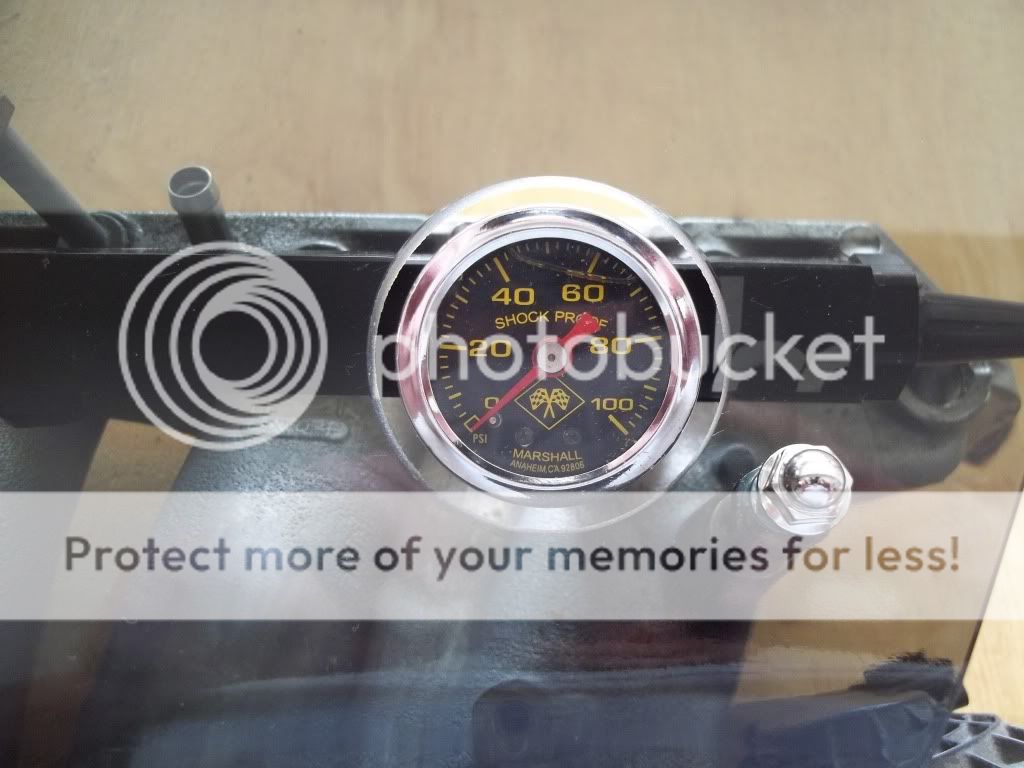 40 60
SHOCK PROOF
20 80
0 100
PSI
MARSHALL
ANAHEIM, CA 92806
photobucket
Protect more of your memories for less!